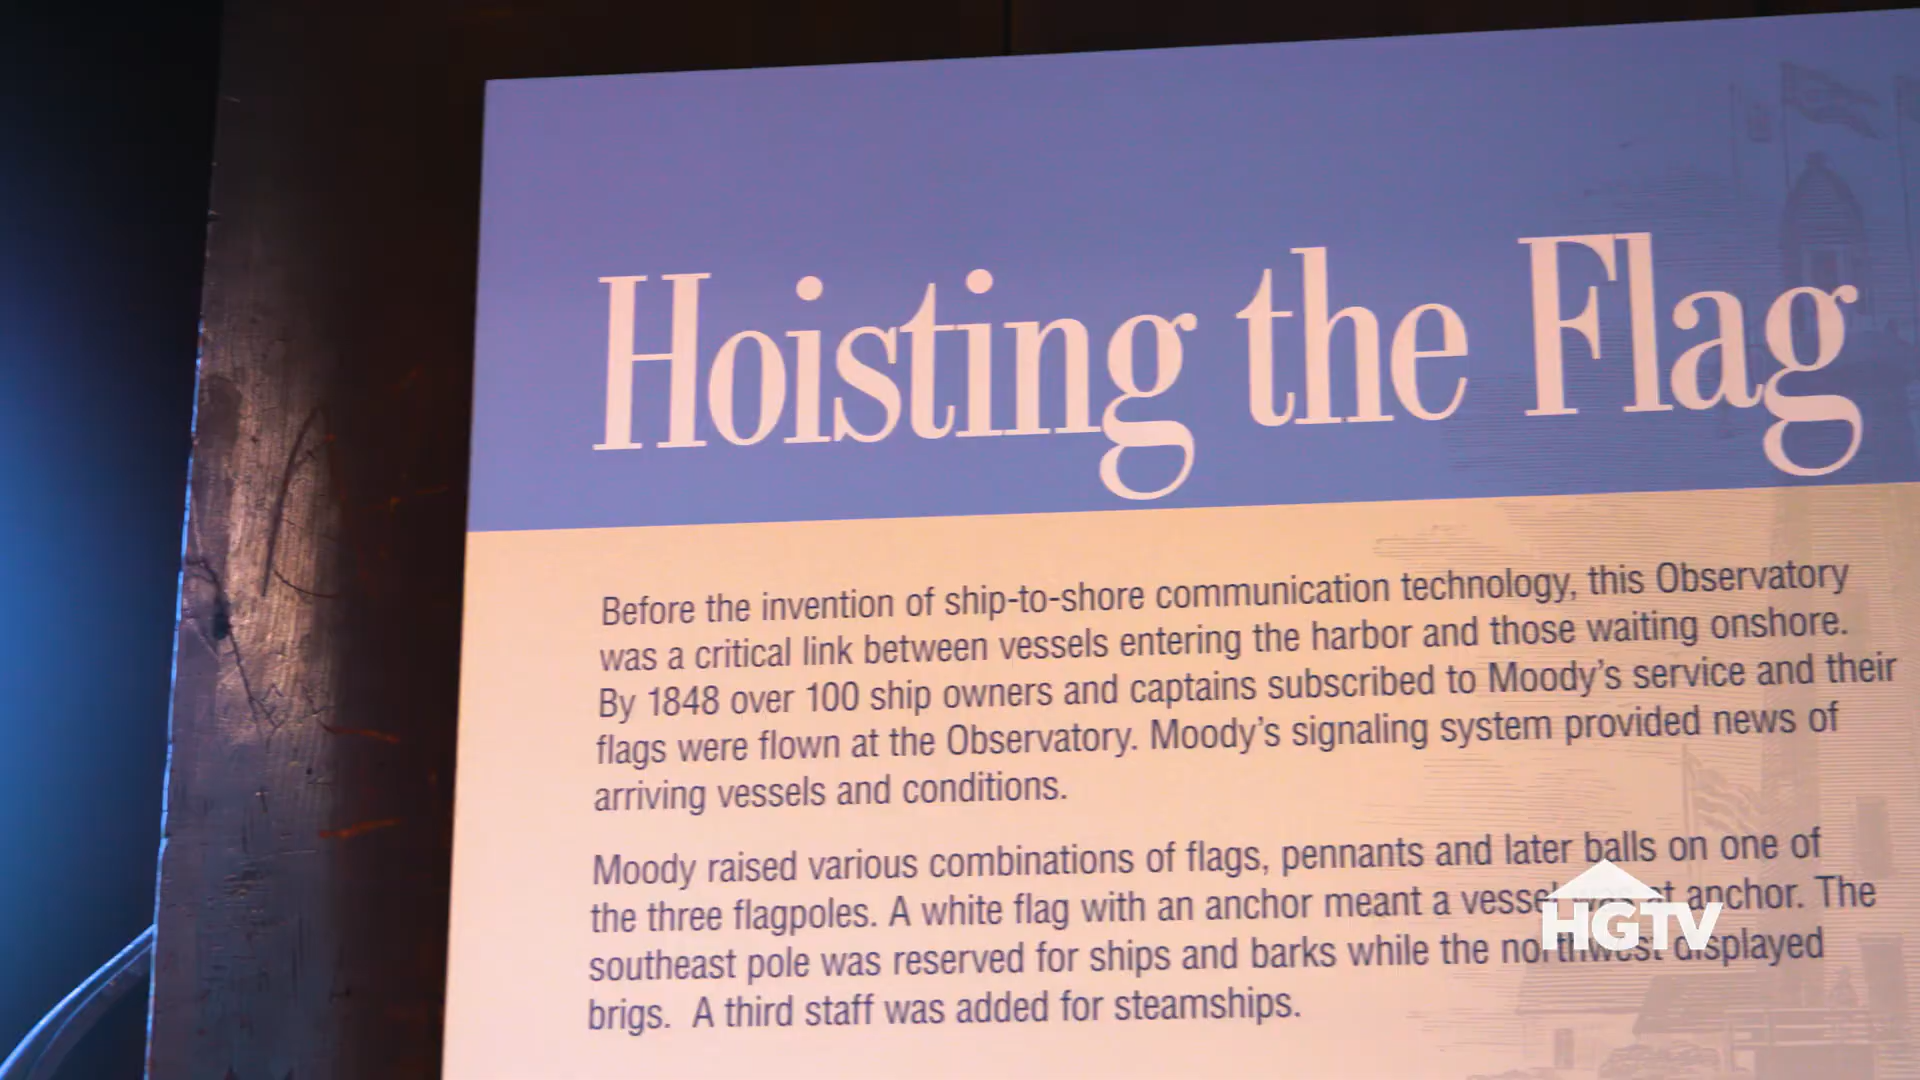 Hoisting the Flag
Before the invention of ship-to-shore communication technology, this Observatory
was a critical link between vessels entering the harbor and those waiting onshore.
By 1848 over 100 ship owners and captains subscribed to Moody's service and their
flags were flown at the Observatory. Moody's signaling system provided news of
arriving vessels and conditions.
Moody raised various combinations of flags, pennants and later balls on one of
the three flagpoles. A white flag with an anchor meant a vessel was at anchor. The
southeast pole was reserved for ships and barks while the northwest displayed
brigs. A third staff was added for steamships.
HGTV